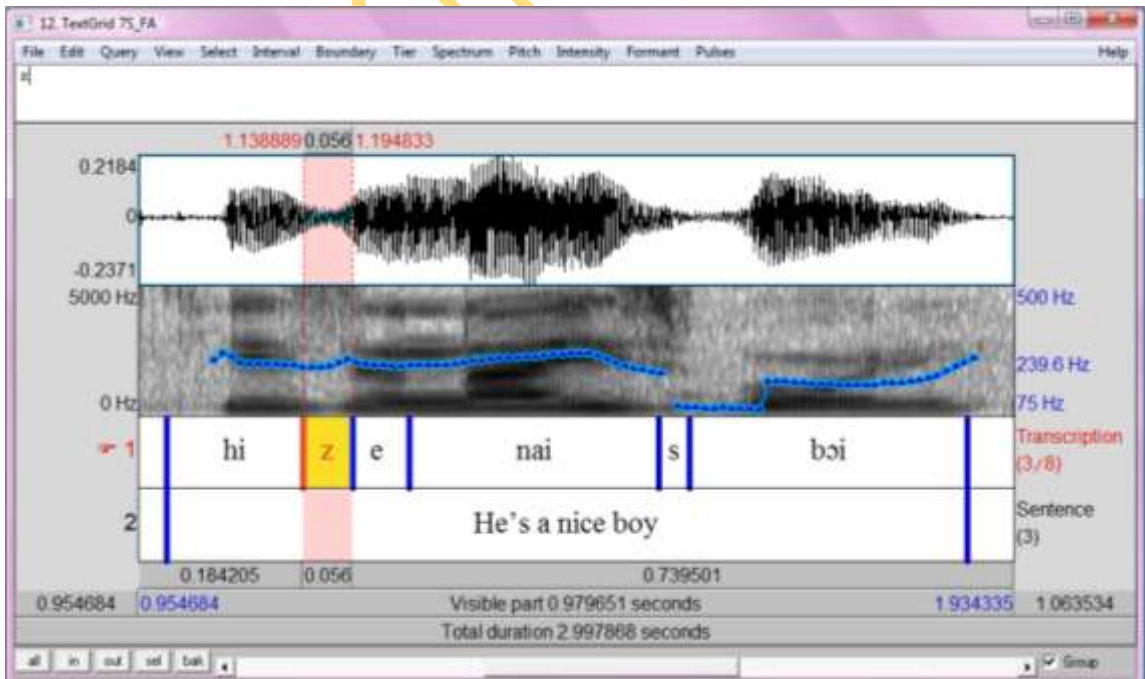 12. TextGrid 7S_FA
File Edit Query View Select Interval Boundary Tier Spectrum Pitch Intensity Formant Pulses Help
z
1.138889 0.056 1.194833
0.2184
0
-0.2371
5000 Hz 500 Hz
239.6 Hz
0 Hz 75 Hz
☞ 1 hi z e nai s bɔi Transcription
(3/8)
2 He's a nice boy Sentence
(3)
0.184205 0.056 0.739501
0.954684 0.954684 Visible part 0.979651 seconds 1.934335 1.063534
Total duration 2.997868 seconds
all in out sel bak Group